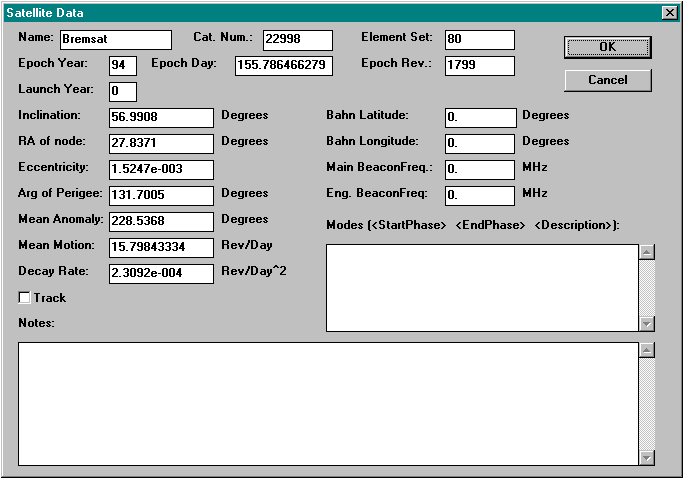 Satellite Data
Name: Bremsat Cat. Num.: 22998 Element Set: 80 OK
Epoch Year: 94 Epoch Day: 155.786466279 Epoch Rev.: 1799 Cancel
Launch Year: 0
Inclination: 56.9908 Degrees Bahn Latitude: 0. Degrees
RA of node: 27.8371 Degrees Bahn Longitude: 0. Degrees
Eccentricity: 1.5247e-003 Main BeaconFreq.: 0. MHz
Arg of Perigee: 131.7005 Degrees Eng. BeaconFreq: 0. MHz
Mean Anomaly: 228.5368 Degrees Modes (<StartPhase> <EndPhase> <Description>):
Mean Motion: 15.79843334 Rev/Day
Decay Rate: 2.3092e-004 Rev/Day^2
Track
Notes: